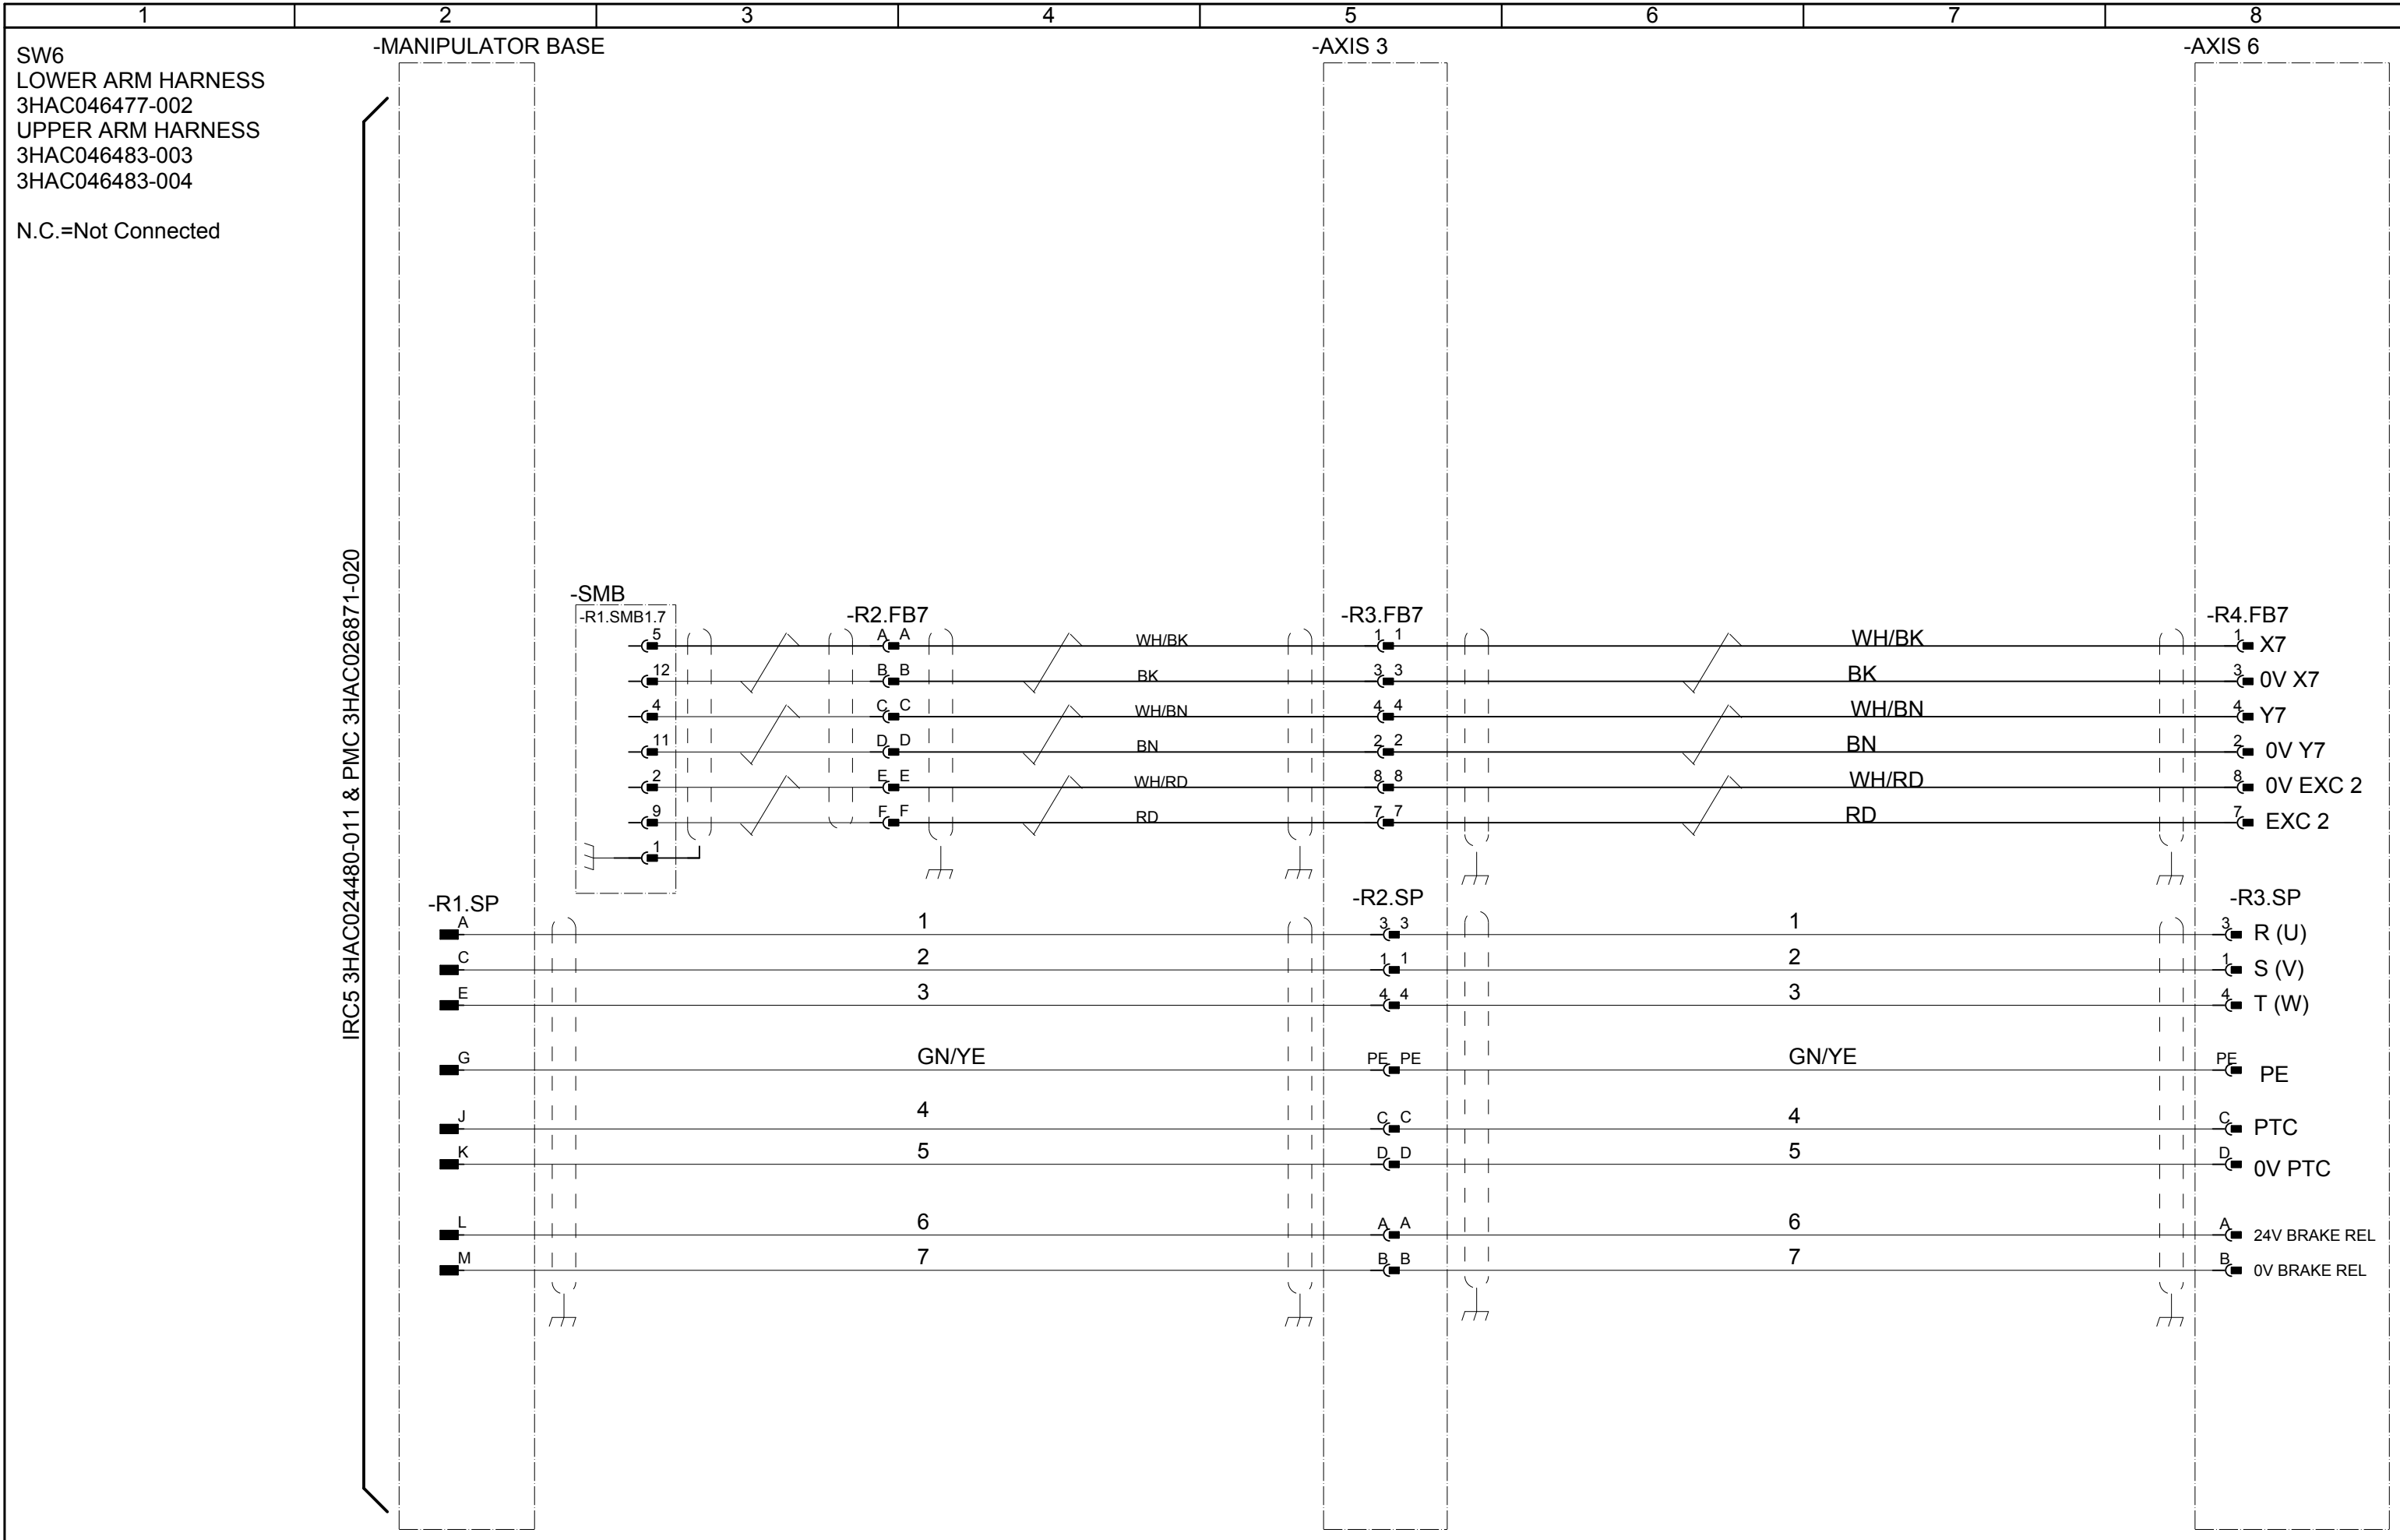 1 2 3 4 5 6 7 8
-MANIPULATOR BASE -AXIS 3 -AXIS 6
SW6
LOWER ARM HARNESS
3HAC046477-002
UPPER ARM HARNESS
3HAC046483-003
3HAC046483-004
N.C.=Not Connected
IRC5 3HAC024480-011 & PMC 3HAC026871-020
-SMB
-R1.SMB1.7 -R2.FB7 -R3.FB7 -R4.FB7
5 A A WH/BK 1 1 WH/BK 1 X7
12 B B BK 3 3 BK 3 0V X7
4 C C WH/BN 4 4 WH/BN 4 Y7
11 D D BN 2 2 BN 2 0V Y7
2 E E WH/RD 8 8 WH/RD 8 0V EXC 2
9 F F RD 7 7 RD 7 EXC 2
1
-R1.SP -R2.SP -R3.SP
A 1 3 3 1 3 R (U)
C 2 1 1 2 1 S (V)
E 3 4 4 3 4 T (W)
G GN/YE PE PE GN/YE PE PE
J 4 C C 4 C PTC
K 5 D D 5 D 0V PTC
L 6 A A 6 A 24V BRAKE REL
M 7 B B 7 B 0V BRAKE REL